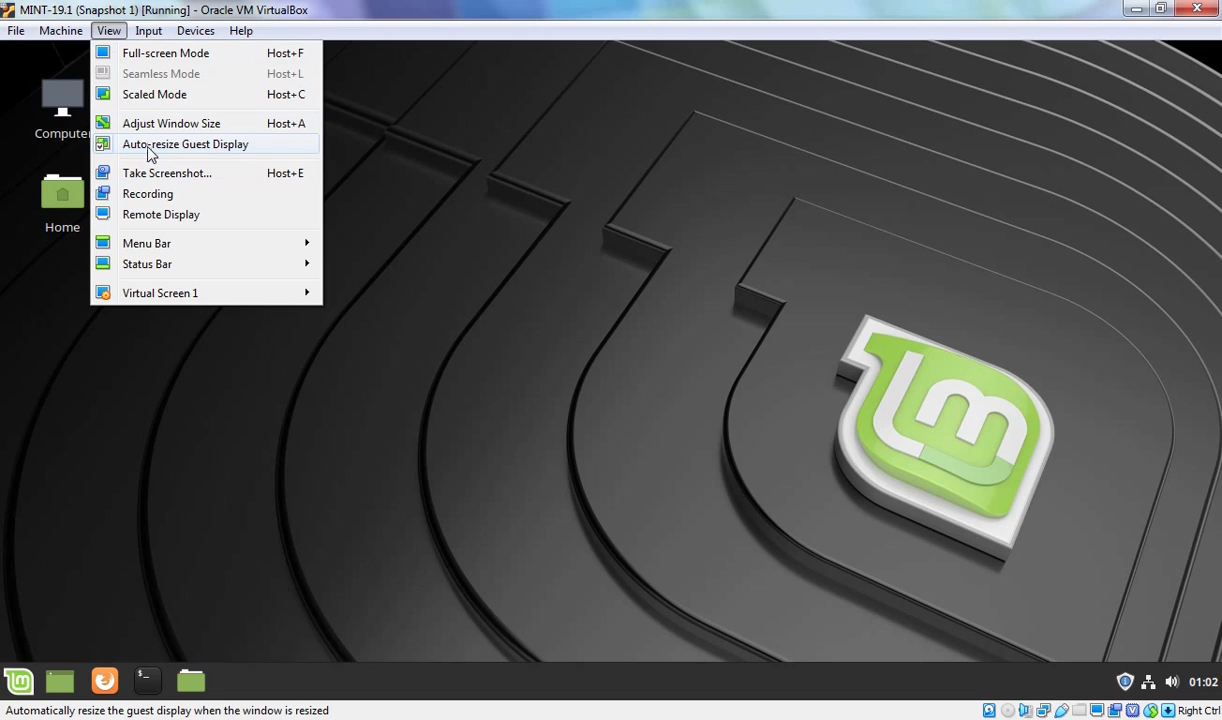 MINT-19.1 (Snapshot 1) [Running] - Oracle VM VirtualBox
File Machine View Input Devices Help
Full-screen Mode Host+F
Seamless Mode Host+L
Scaled Mode Host+C
Adjust Window Size Host+A
Auto-resize Guest Display
Take Screenshot... Host+E
Recording
Remote Display
Menu Bar
Status Bar
Virtual Screen 1
Computer
Home
lm
$_
01:02
Automatically resize the guest display when the window is resized
Right Ctrl